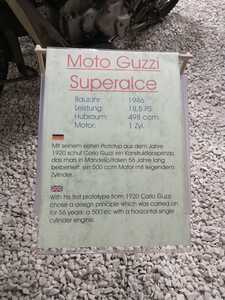 Moto Guzzi
Superalce
Baujahr: 1946
Leistung: 18,5 PS
Hubraum: 498 ccm
Motor: 1 Zyl.
Mit seinem ersten Prototyp aus dem Jahre
1920 schuf Carlo Guzzi ein Konstruktionsprinzip,
das man in Mandello 56 Jahre lang
beibehielt: ein 500 ccm Motor mit liegendem
Zylinder.
With his first prototype from 1920 Carlo Guzzi
chose a design principle which was carried on
for 56 years: a 500 cc with a horizontal single
cylinder engine.